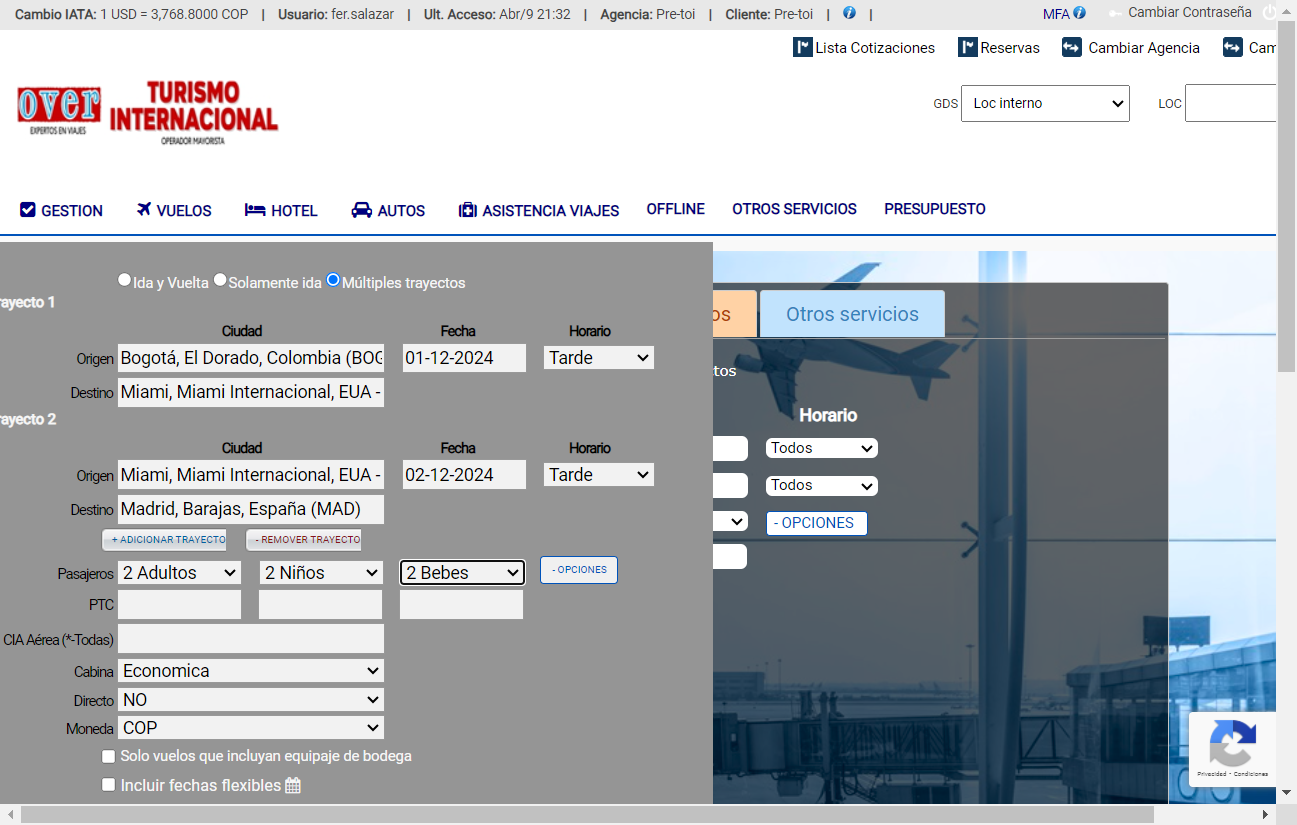 Cambio IATA: 1 USD = 3,768.8000 COP | Usuario: fer.salazar | Ult. Acceso: Abr/9 21:32 | Agencia: Pre-toi | Cliente: Pre-toi | | MFA Cambiar Contraseña
Lista Cotizaciones Reservas Cambiar Agencia Cam
over
EXPERTOS EN VIAJES
TURISMO
INTERNACIONAL
OPERADOR MAYORISTA
GDS Loc interno LOC
GESTION VUELOS HOTEL AUTOS ASISTENCIA VIAJES OFFLINE OTROS SERVICIOS PRESUPUESTO
Ida y Vuelta Solamente ida Múltiples trayectos
rayecto 1
Ciudad Fecha Horario
Origen Bogotá, El Dorado, Colombia (BOG 01-12-2024 Tarde
Destino Miami, Miami Internacional, EUA -
rayecto 2
Ciudad Fecha Horario
Origen Miami, Miami Internacional, EUA - 02-12-2024 Tarde
Destino Madrid, Barajas, España (MAD)
+ ADICIONAR TRAYECTO - REMOVER TRAYECTO
Pasajeros 2 Adultos 2 Niños 2 Bebes - OPCIONES
PTC
CIA Aérea (*-Todas)
Cabina Economica
Directo NO
Moneda COP
Solo vuelos que incluyan equipaje de bodega
Incluir fechas flexibles
os Otros servicios
tos
Horario
Todos
Todos
- OPCIONES
Privacidad - Condiciones